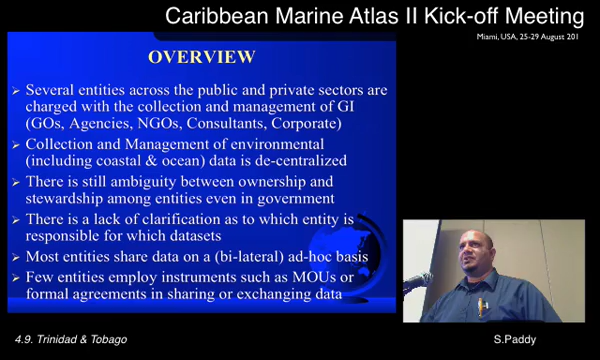 Caribbean Marine Atlas II Kick-off Meeting
Miami, USA, 25-29 August 201
OVERVIEW
➢ Several entities across the public and private sectors are
charged with the collection and management of GI
(GOs, Agencies, NGOs, Consultants, Corporate)
➢ Collection and Management of environmental
(including coastal & ocean) data is de-centralized
➢ There is still ambiguity between ownership and
stewardship among entities even in government
➢ There is a lack of clarification as to which entity is
responsible for which datasets
➢ Most entities share data on a (bi-lateral) ad-hoc basis
➢ Few entities employ instruments such as MOUs or
formal agreements in sharing or exchanging data
4.9. Trinidad & Tobago
S.Paddy